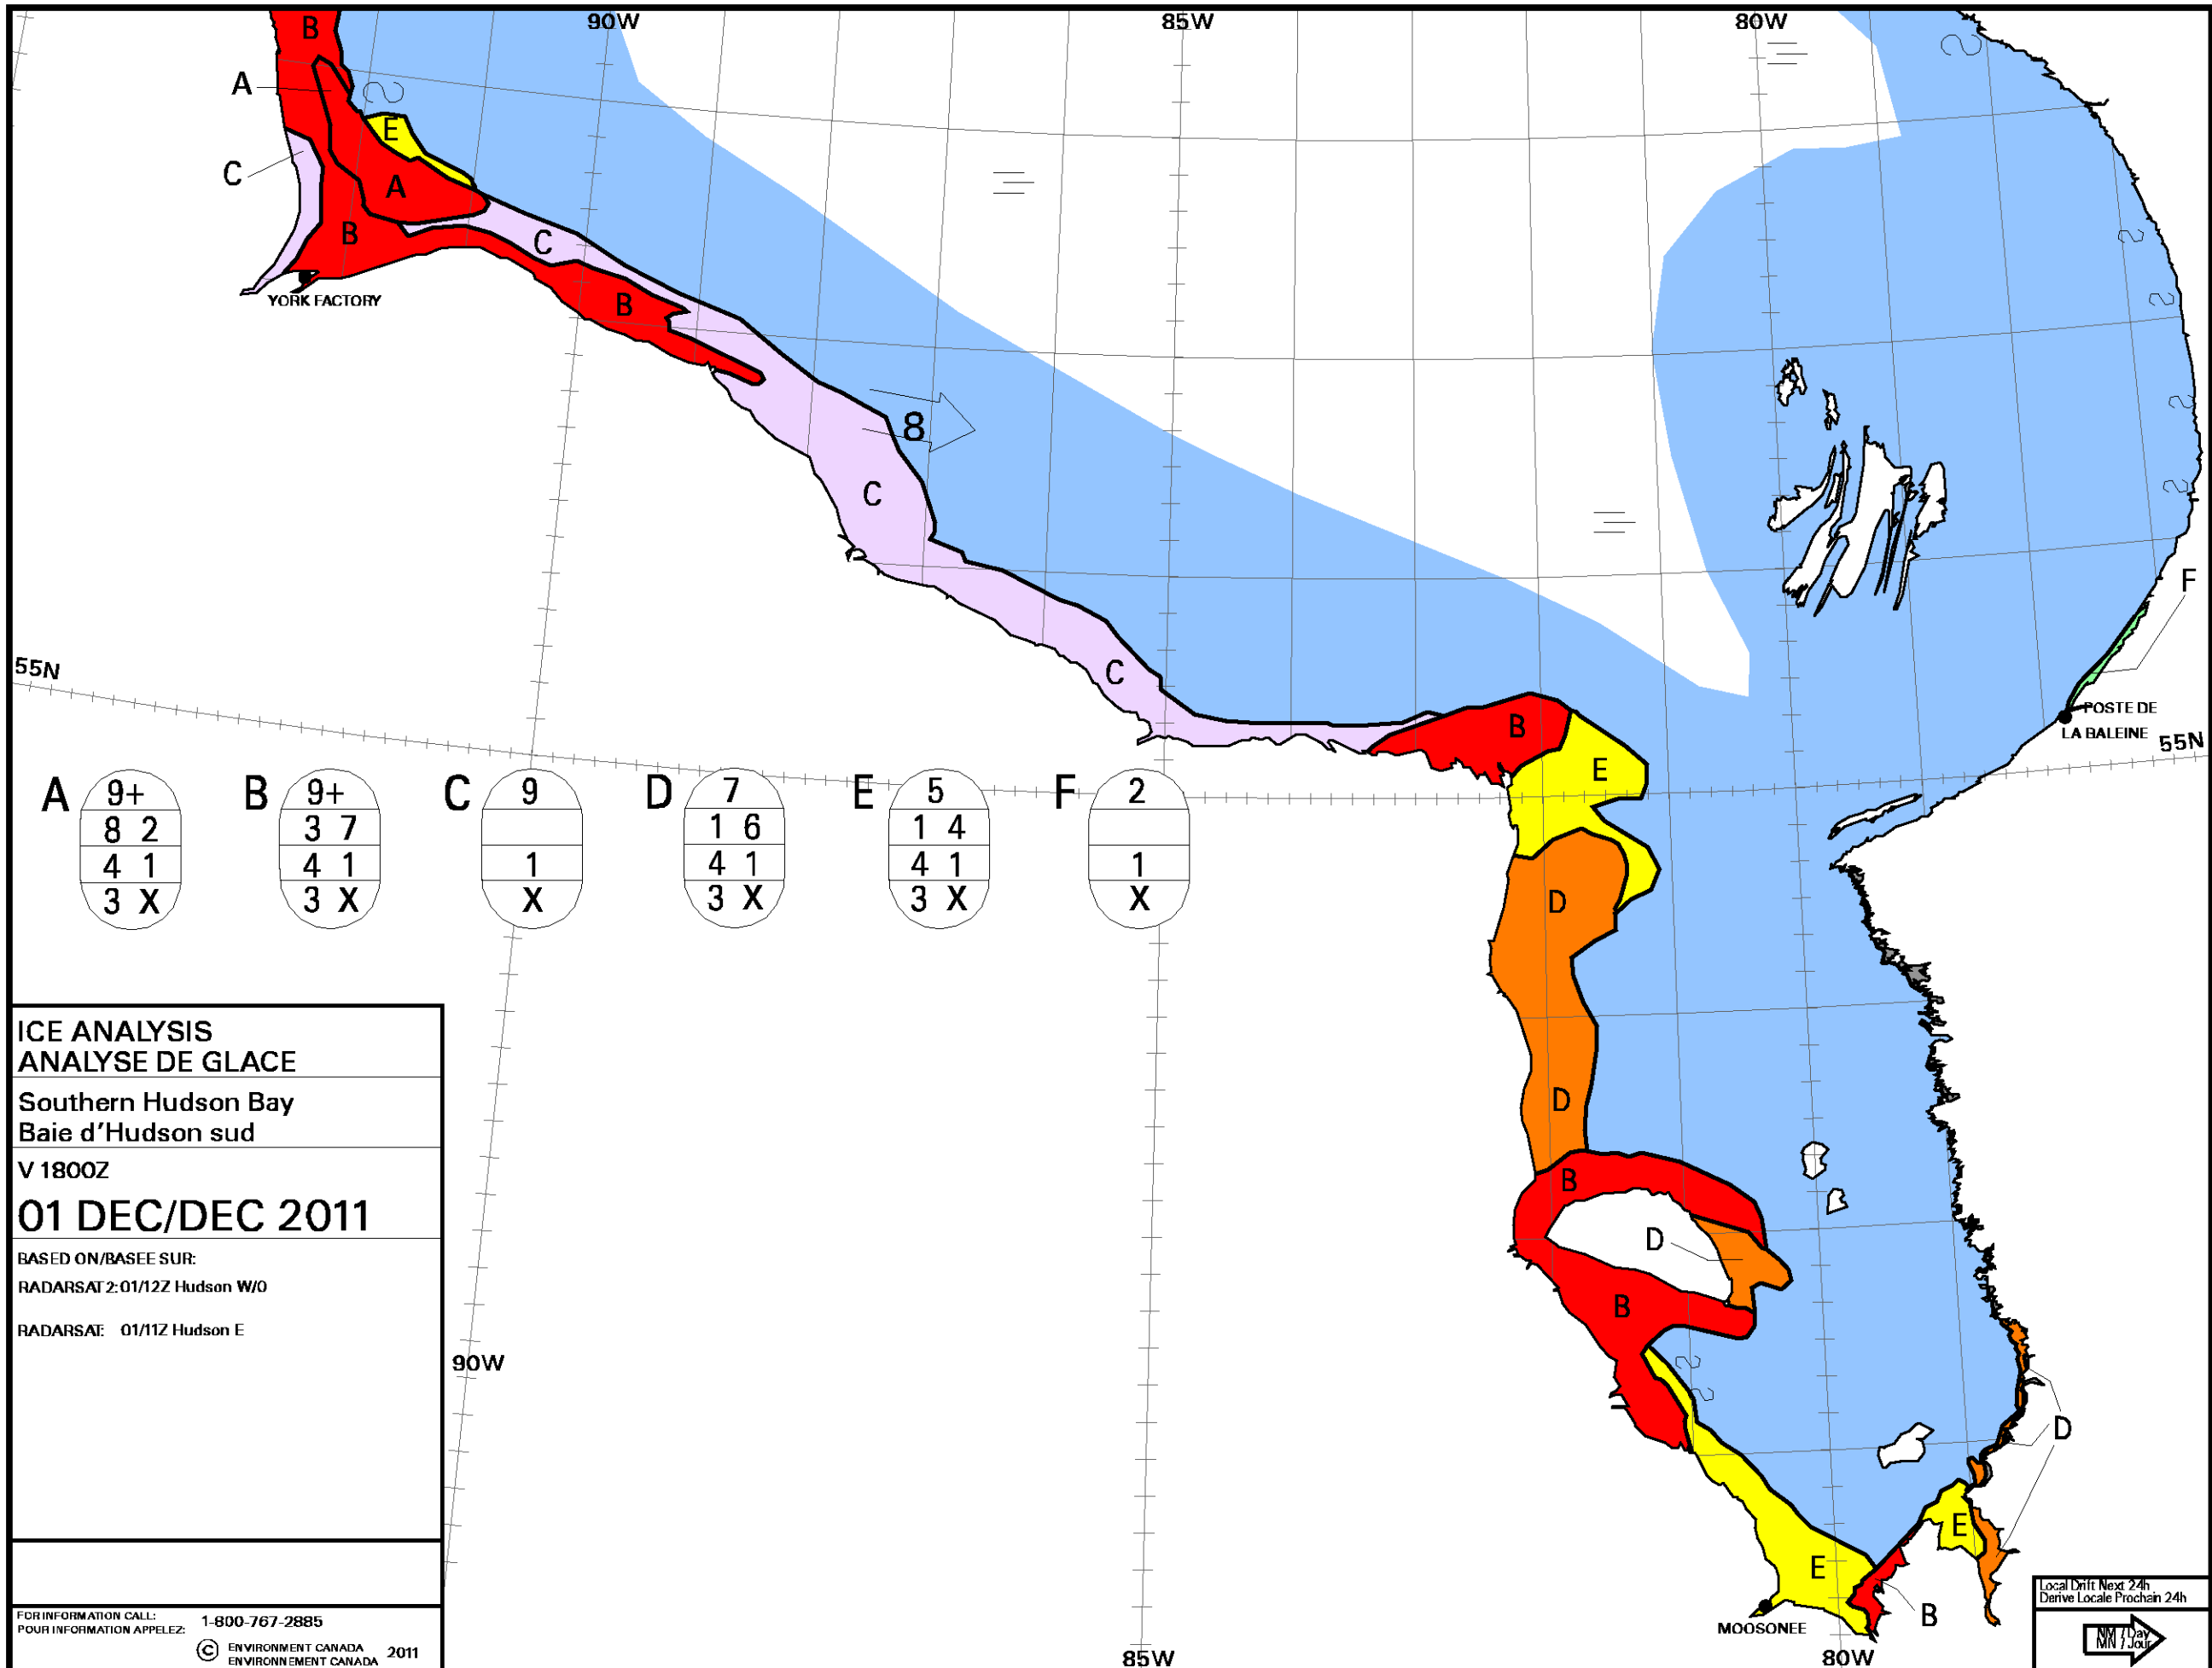 90W
85W
80W
B
A
E
C
A
B
C
YORK FACTORY
B
8
C
F
55N
C
POSTE DE
LA BALEINE
55N
B
E
A B C D E F
9+ 9+ 9 7 5 2
8 2 3 7 1 6 1 4
4 1 4 1 1 4 1 4 1 1
3 X 3 X X 3 X 3 X X
D
D
B
D
B
D
E
E
B
MOOSONEE
90W
85W
80W
ICE ANALYSIS
ANALYSE DE GLACE
Southern Hudson Bay
Baie d'Hudson sud
V 1800Z
01 DEC/DEC 2011
BASED ON/BASEE SUR:
RADARSAT 2: 01/12Z Hudson W/O
RADARSAT: 01/11Z Hudson E
FOR INFORMATION CALL: 1-800-767-2885
POUR INFORMATION APPELEZ:
© ENVIRONMENT CANADA 2011
ENVIRONNEMENT CANADA
Local Drift Next 24h
Derive Locale Prochain 24h
NM / Day
MN / Jour